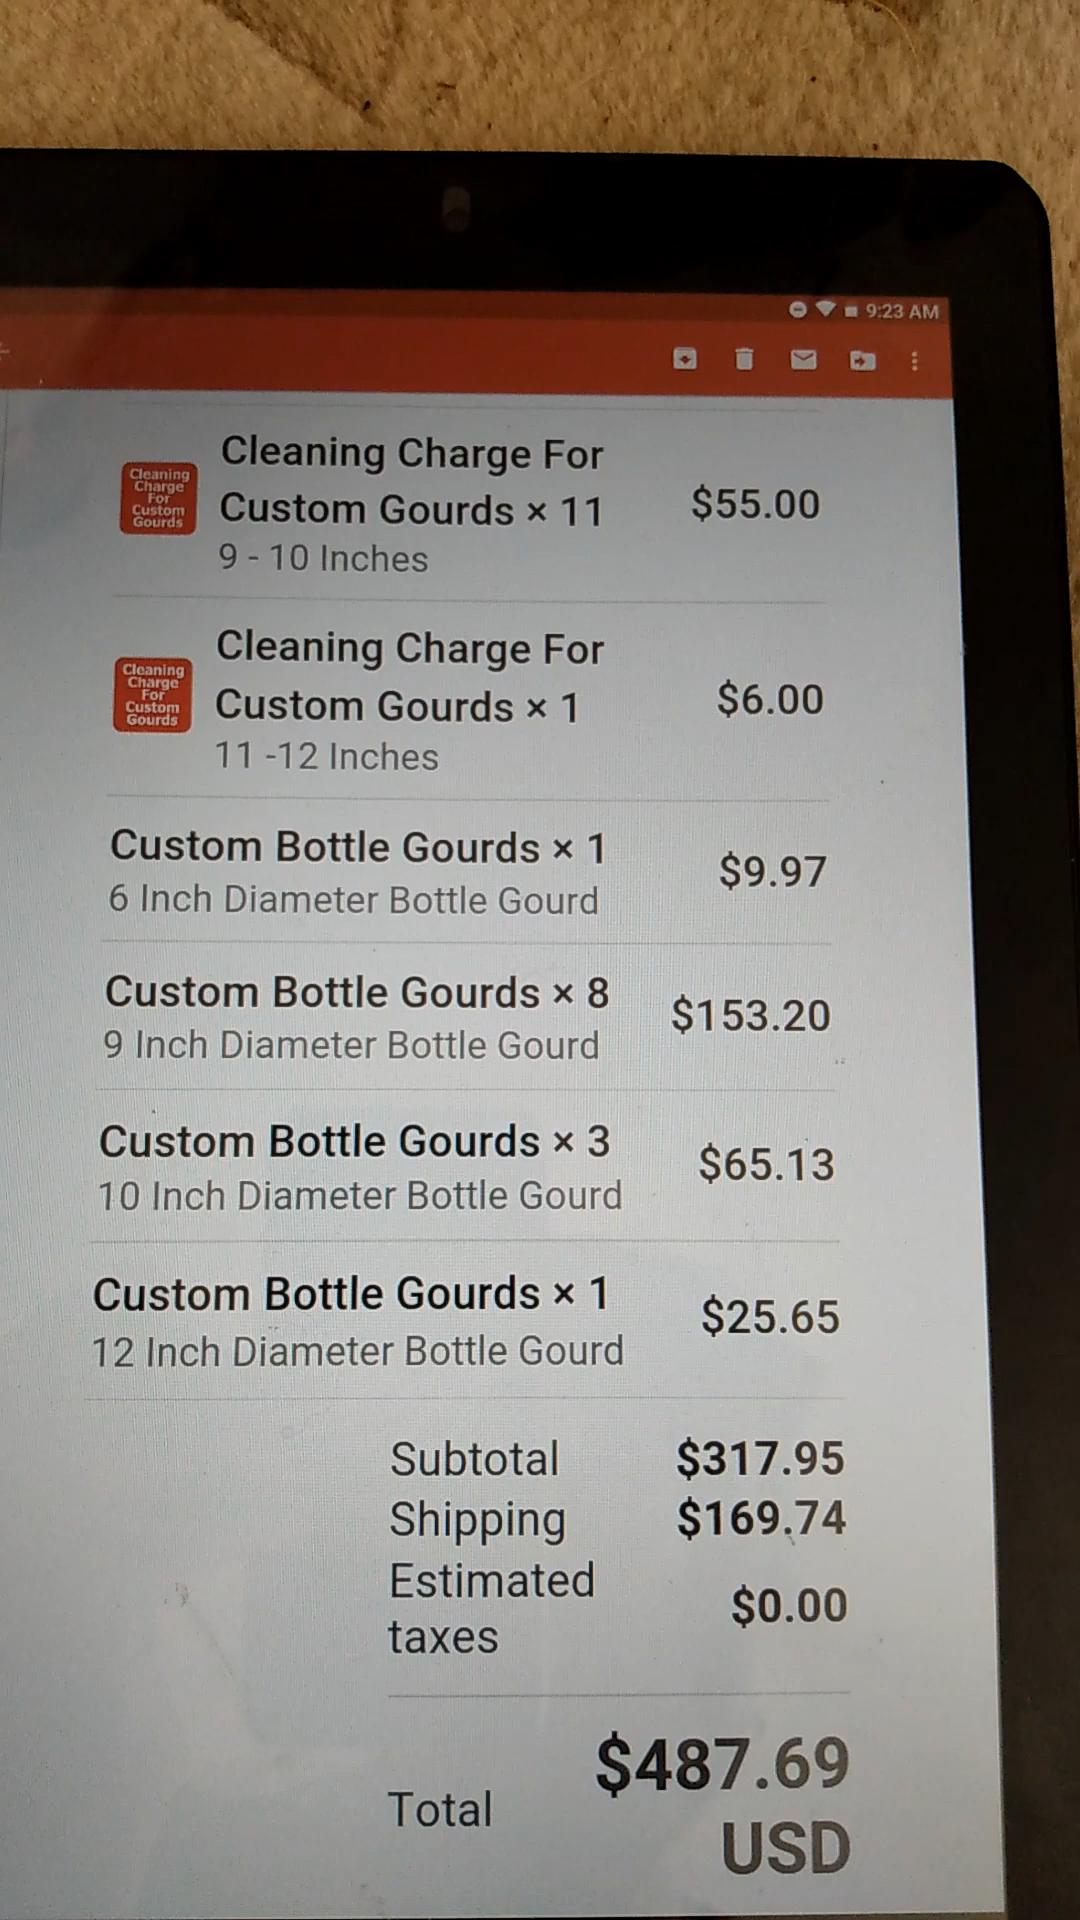 9:23 AM
Cleaning
Charge
For
Custom
Gourds
Cleaning Charge For
Custom Gourds × 11
$55.00
9 - 10 Inches
Cleaning
Charge
For
Custom
Gourds
Cleaning Charge For
Custom Gourds × 1
$6.00
11 -12 Inches
Custom Bottle Gourds × 1
$9.97
6 Inch Diameter Bottle Gourd
Custom Bottle Gourds × 8
$153.20
9 Inch Diameter Bottle Gourd
Custom Bottle Gourds × 3
$65.13
10 Inch Diameter Bottle Gourd
Custom Bottle Gourds × 1
$25.65
12 Inch Diameter Bottle Gourd
Subtotal $317.95
Shipping $169.74
Estimated
taxes
$0.00
Total
$487.69
USD